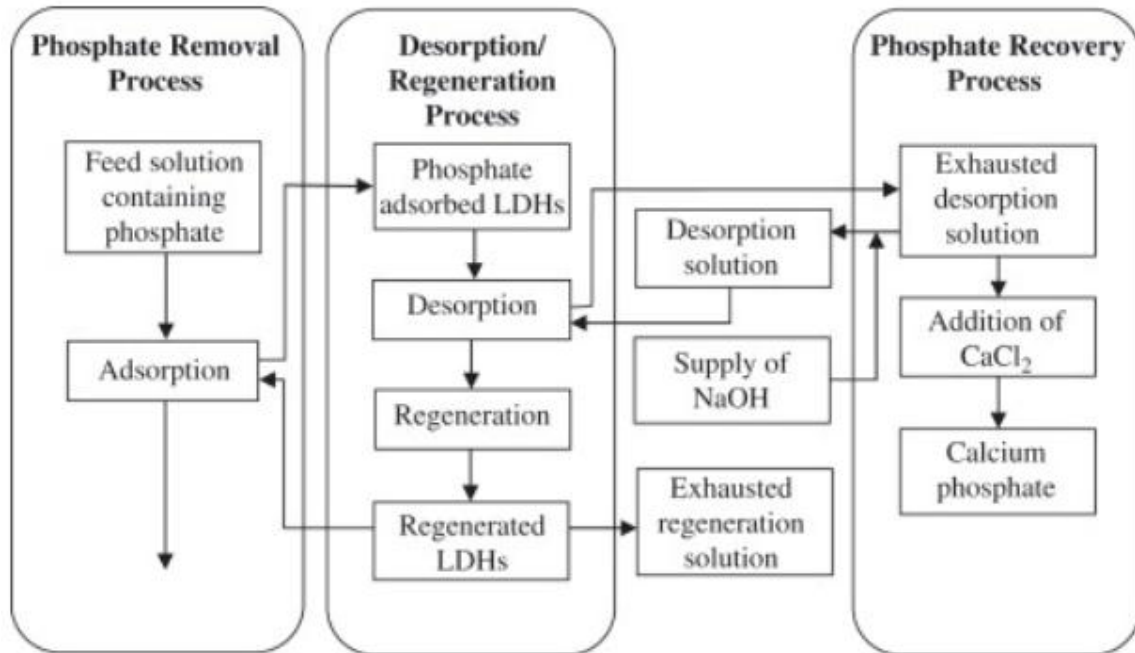 Phosphate Removal
Process
Feed solution
containing
phosphate
Adsorption
Desorption/
Regeneration
Process
Phosphate
adsorbed LDHs
Desorption
Regeneration
Regenerated
LDHs
Desorption
solution
Supply of
NaOH
Exhausted
regeneration
solution
Phosphate Recovery
Process
Exhausted
desorption
solution
Addition of
CaCl₂
Calcium
phosphate